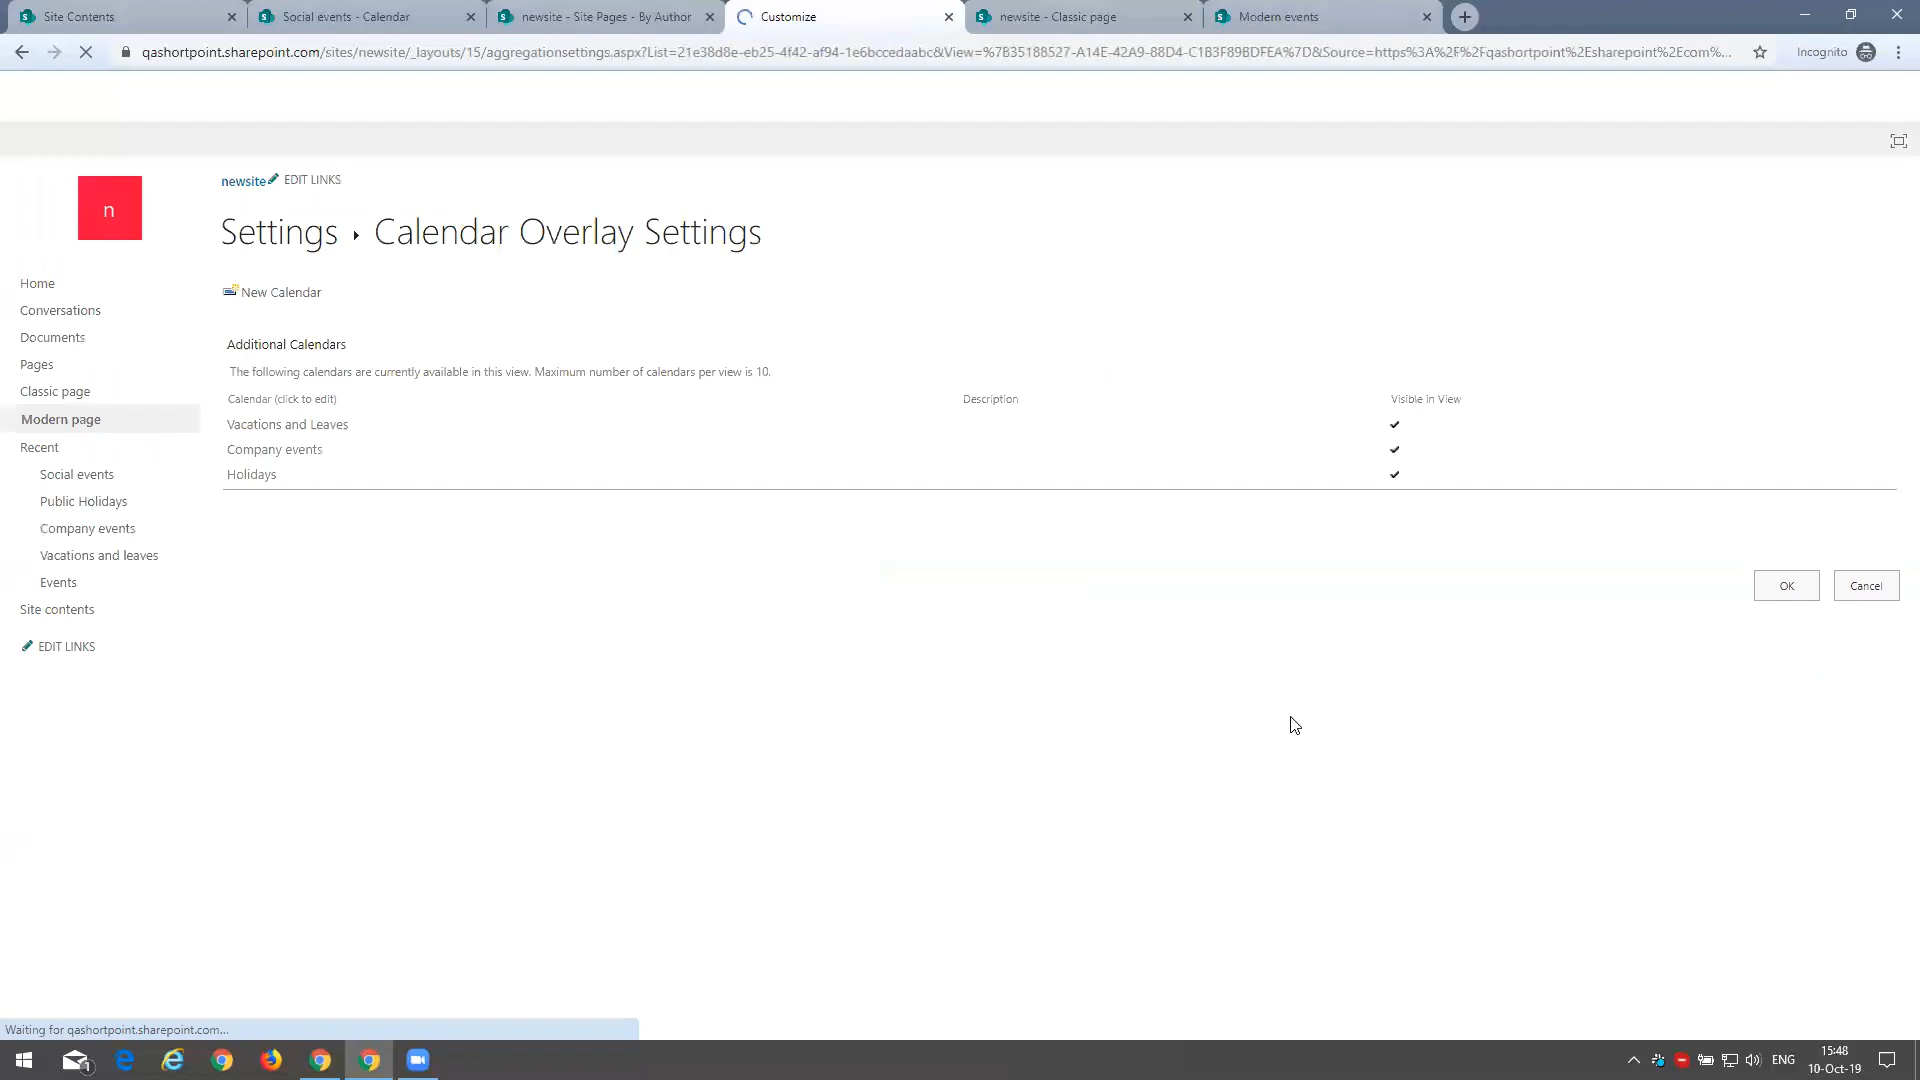 Site Contents
Social events - Calendar
newsite - Site Pages - By Author
Customize
newsite - Classic page
Modern events
qashortpoint.sharepoint.com/sites/newsite/_layouts/15/aggregationsettings.aspx?List=21e38d8e-eb25-4f42-af94-1e6bccedaabc&View=%7B35188527-A14E-42A9-88D4-C1B3F89BDFEA%7D&Source=https%3A%2F%2Fqashortpoint%2Esharepoint%2Ecom%...
Incognito
n
newsite EDIT LINKS
Settings ▸ Calendar Overlay Settings
Home
Conversations
Documents
Pages
Classic page
Modern page
Recent
Social events
Public Holidays
Company events
Vacations and leaves
Events
Site contents
EDIT LINKS
New Calendar
Additional Calendars
The following calendars are currently available in this view. Maximum number of calendars per view is 10.
Calendar (click to edit) Description Visible in View
Vacations and Leaves
Company events
Holidays
OK Cancel
Waiting for qashortpoint.sharepoint.com...
1
ENG
15:48
10-Oct-19